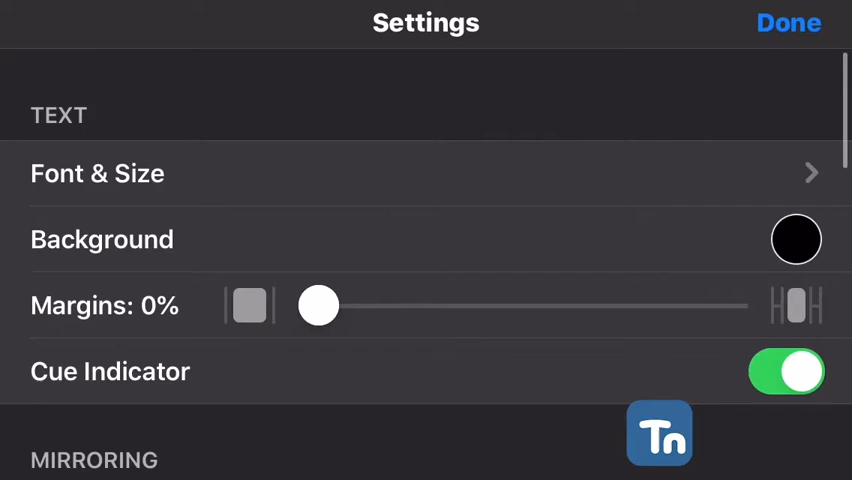 Settings
Done
TEXT
Font & Size
Background
Margins: 0%
Cue Indicator
Tn
MIRRORING